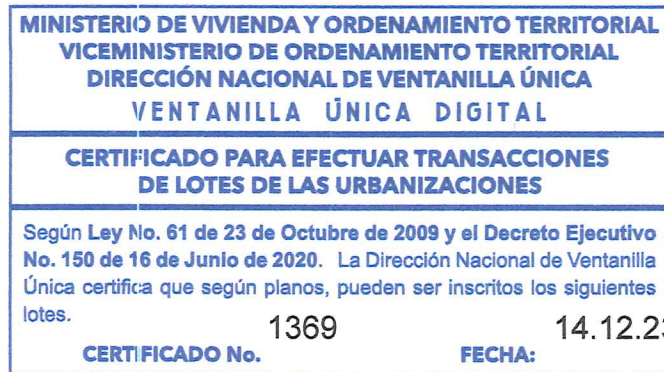 MINISTERIO DE VIVIENDA Y ORDENAMIENTO TERRITORIAL
VICEMINISTERIO DE ORDENAMIENTO TERRITORIAL
DIRECCIÓN NACIONAL DE VENTANILLA ÚNICA
VENTANILLA ÚNICA DIGITAL
CERTIFICADO PARA EFECTUAR TRANSACCIONES
DE LOTES DE LAS URBANIZACIONES
Según Ley No. 61 de 23 de Octubre de 2009 y el Decreto Ejecutivo
No. 150 de 16 de Junio de 2020. La Dirección Nacional de Ventanilla
Única certifica que según planos, pueden ser inscritos los siguientes
lotes.
CERTIFICADO No. 1369 FECHA: 14.12.23